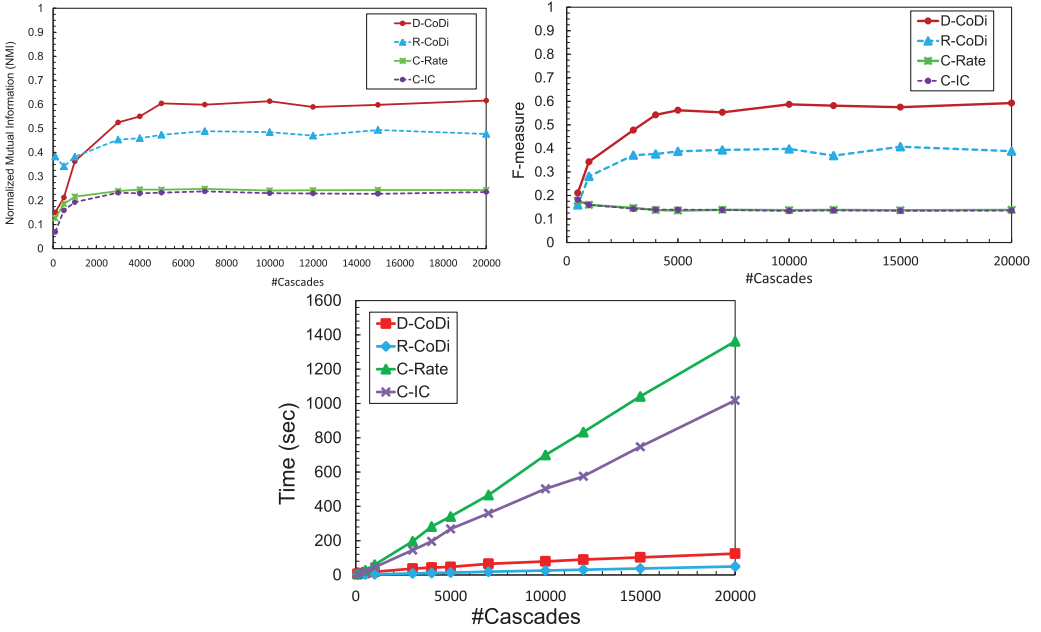 Normalized Mutual Information (NMI)
1
0.9
0.8
0.7
0.6
0.5
0.4
0.3
0.2
0.1
0
D-CoDi
R-CoDi
C-Rate
C-IC
0 2000 4000 6000 8000 10000 12000 14000 16000 18000 20000
#Cascades
F-measure
1
0.9
0.8
0.7
0.6
0.5
0.4
0.3
0.2
0.1
0
D-CoDi
R-CoDi
C-Rate
C-IC
0 5000 10000 15000 20000
#Cascades
Time (sec)
1600
1400
1200
1000
800
600
400
200
0
D-CoDi
R-CoDi
C-Rate
C-IC
0 5000 10000 15000 20000
#Cascades